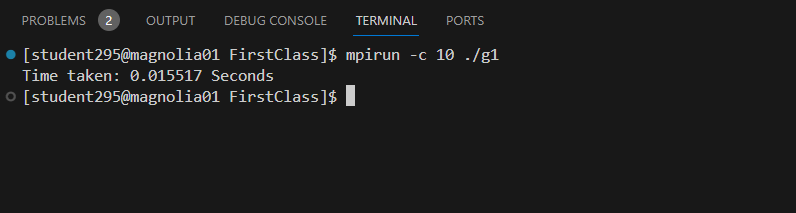 PROBLEMS 2 OUTPUT DEBUG CONSOLE TERMINAL PORTS
[student295@magnolia01 FirstClass]$ mpirun -c 10 ./g1
Time taken: 0.015517 Seconds
[student295@magnolia01 FirstClass]$